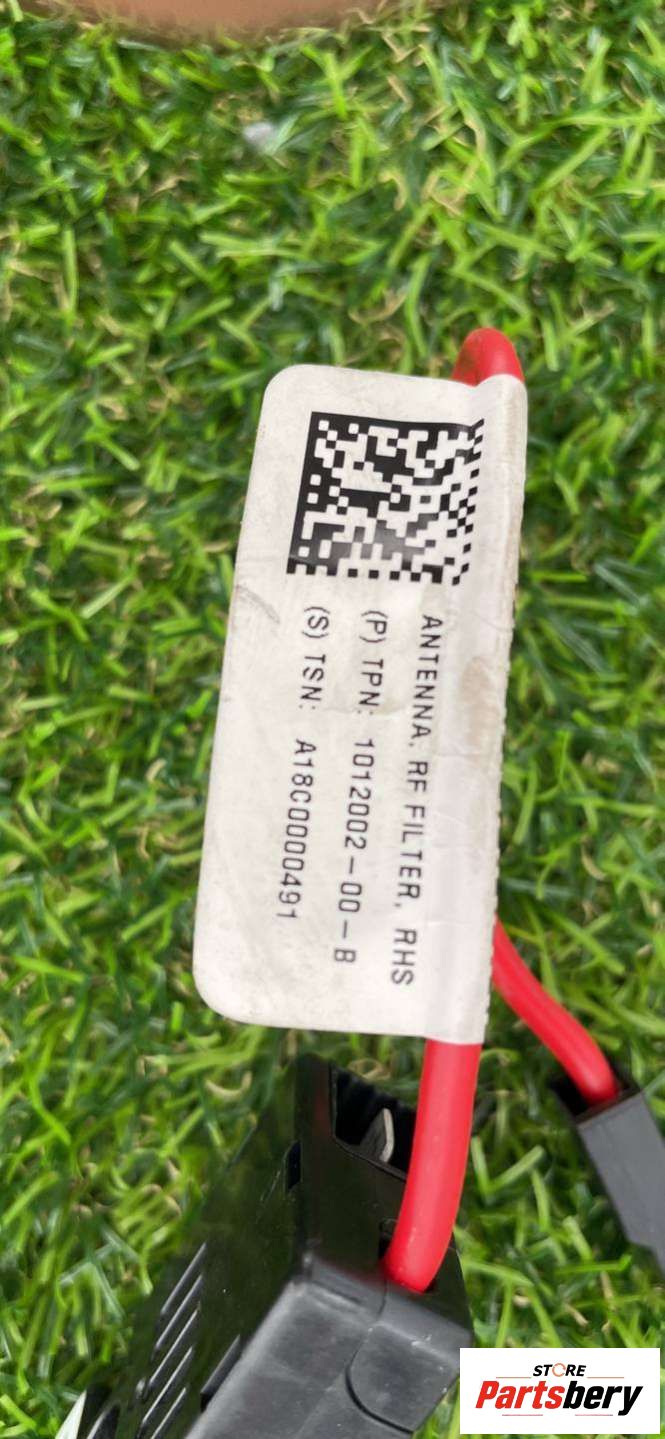 ANTENNA, RF FILTER, RHS
(P) TPN: 1012002-00-B
(S) TSN: A18C0000491
STORE
Partsbery